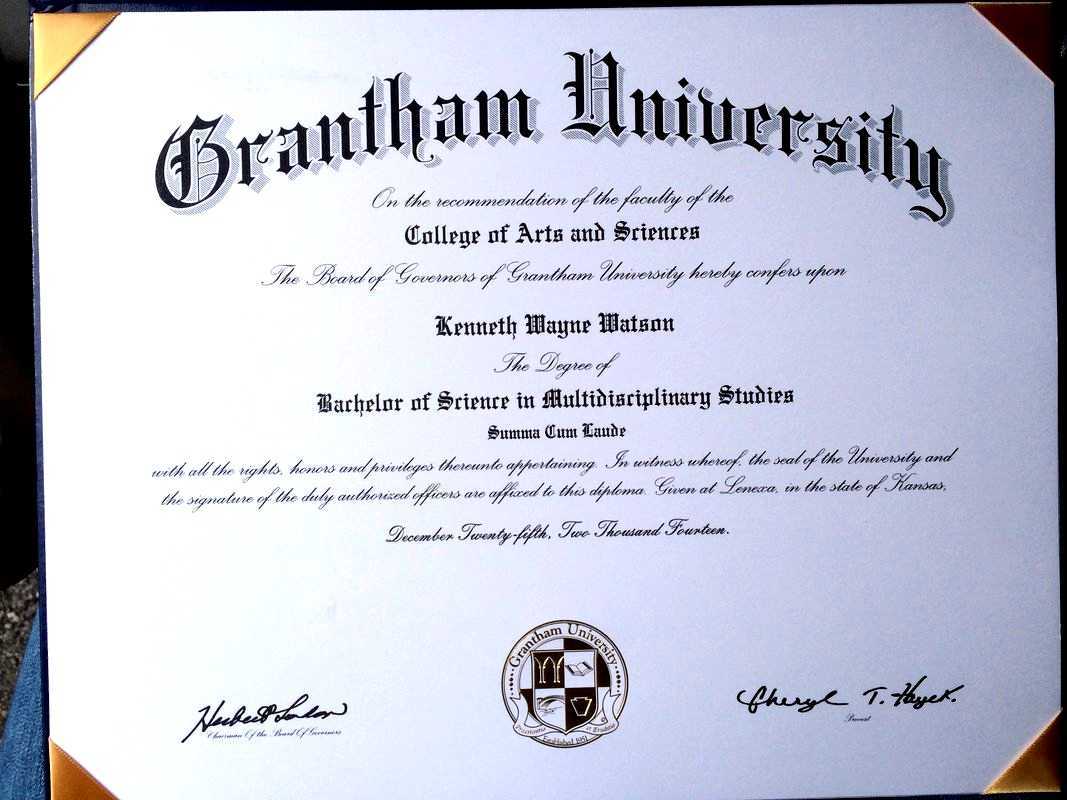 Grantham University
On the recommendation of the faculty of the
College of Arts and Sciences
The Board of Governors of Grantham University hereby confers upon
Kenneth Wayne Watson
The Degree of
Bachelor of Science in Multidisciplinary Studies
Summa Cum Laude
with all the rights, honors and privileges thereunto appertaining. In witness whereof, the seal of the University and
the signature of the duly authorized officers are affixed to this diploma. Given at Lenexa, in the state of Kansas,
December Twenty-fifth, Two Thousand Fourteen.
Grantham University
Established 1951
Chairman Of the Board Of Governors
Cheryl T. Hayek.
Provost